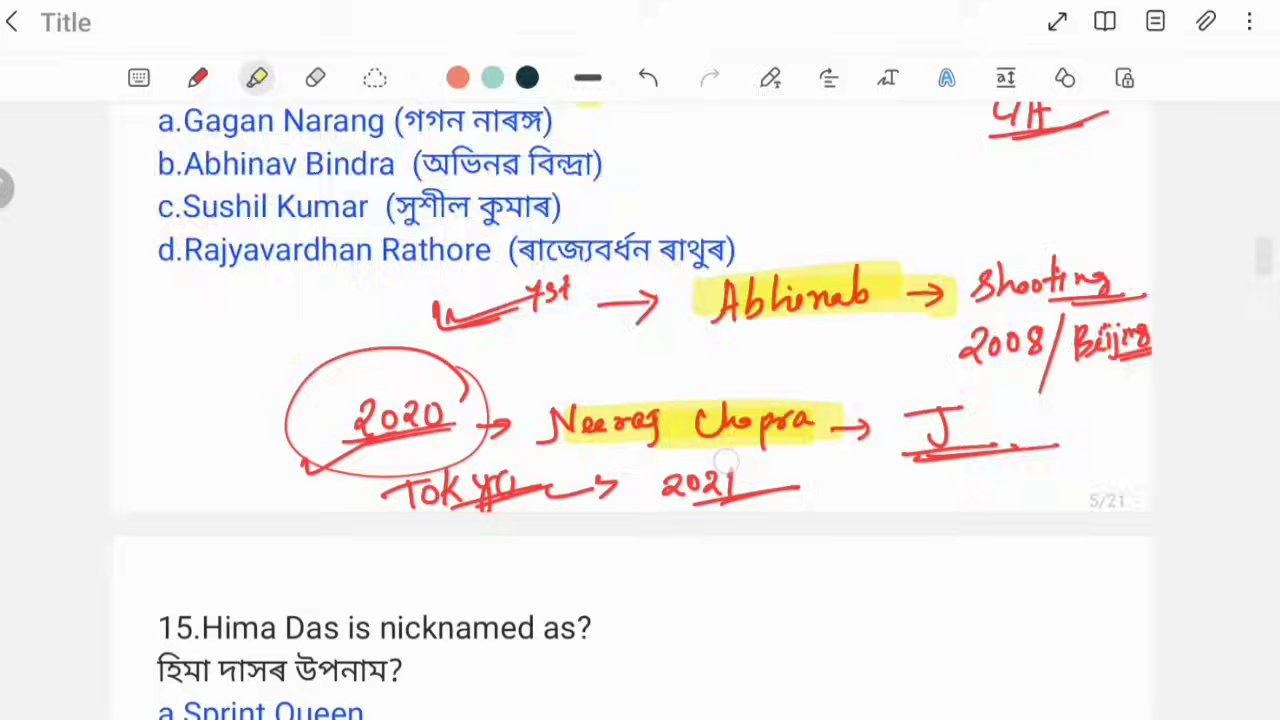 Title
a.Gagan Narang (গগন নাৰঙ্গ)
b.Abhinav Bindra (অভিনৱ বিন্দ্ৰা)
c.Sushil Kumar (সুশীল কুমাৰ)
d.Rajyavardhan Rathore (ৰাজ্যেবৰ্ধন ৰাথুৰ)
1st → Abhinab → Shooting
2008/Beijing
2020 → Neeraj Chopra → J
Tokyo → 2021
5/21
15.Hima Das is nicknamed as?
হিমা দাসৰ উপনাম?
a.Sprint Queen